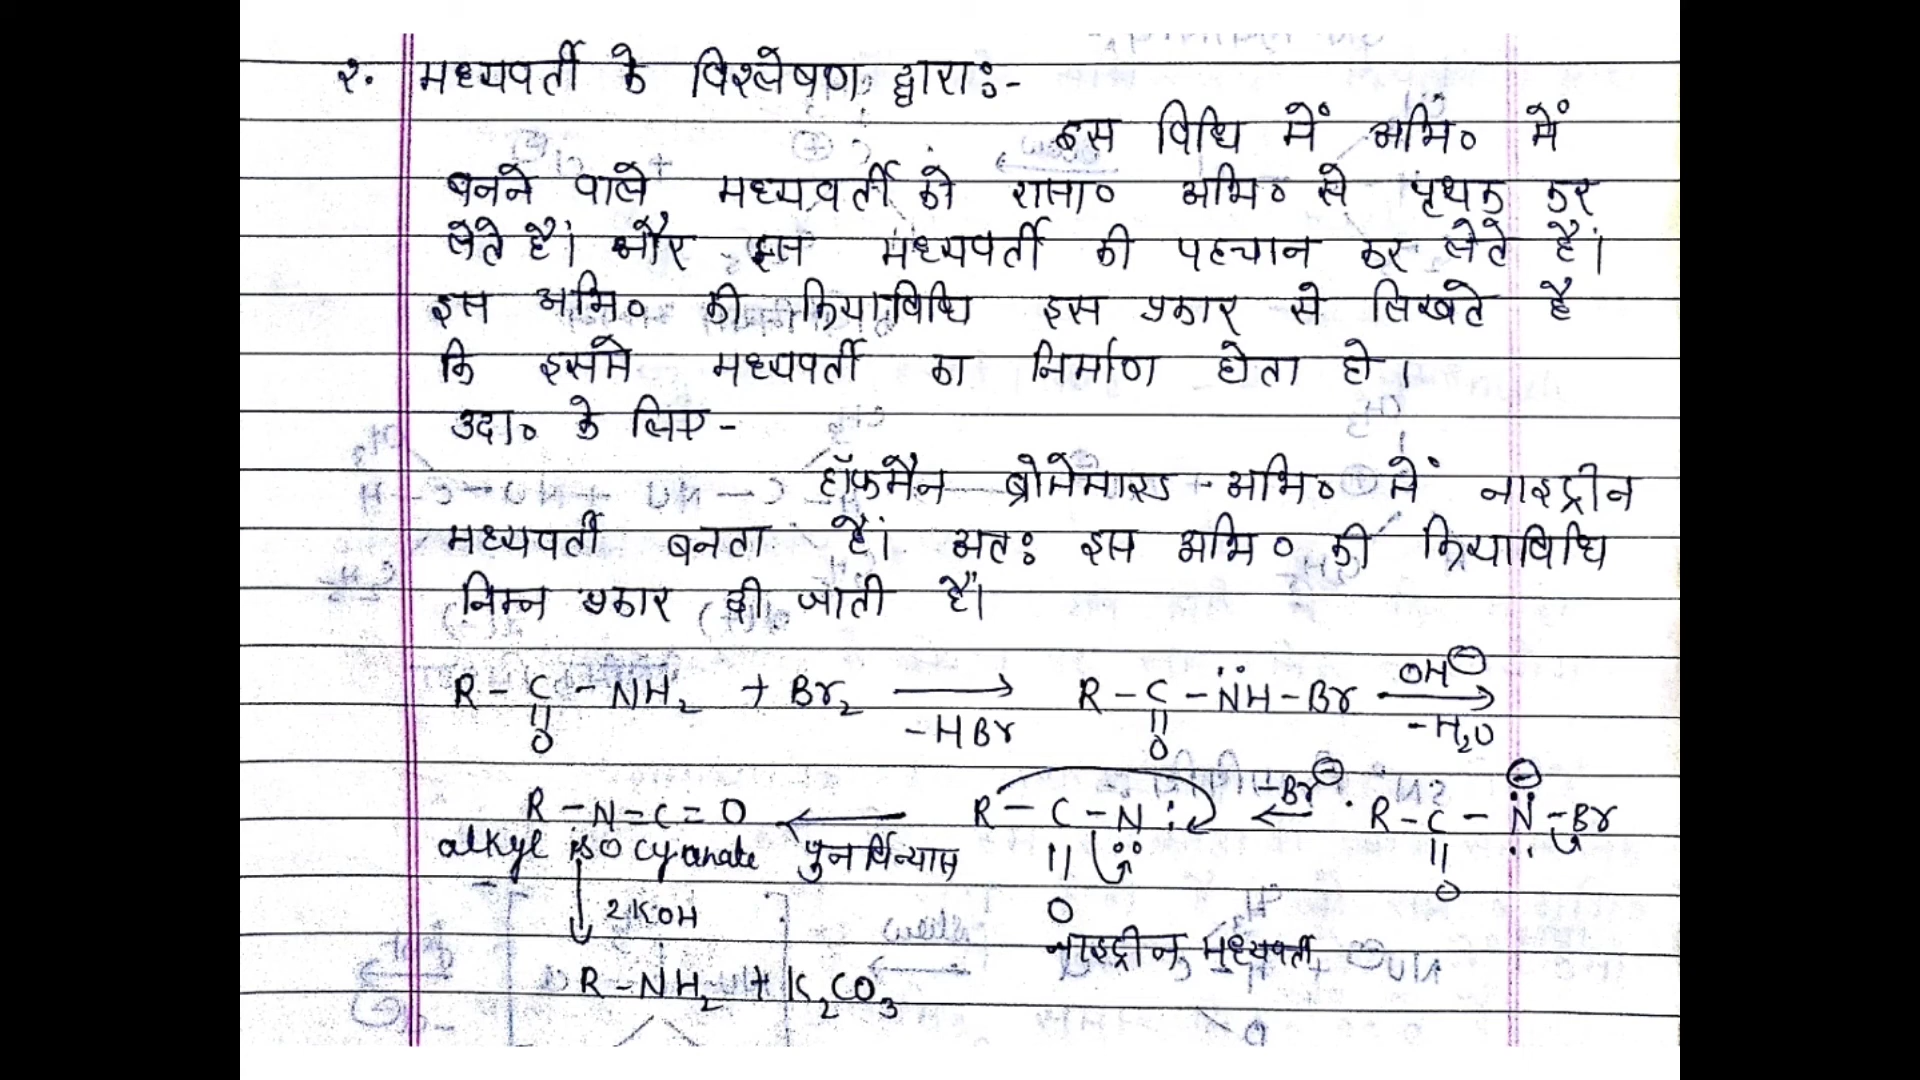 २. मध्यवर्ती के विश्लेषण द्वाराः-
इस विधि में अभि० में
बनने वाले मध्यवर्ती को रासा० अभि० से पृथक कर
लेते है। और इस मध्यवर्ती की पहचान कर लेते है।
इस अभि० की क्रियाविधि इस प्रकार से लिखते है
कि इसमे मध्यवर्ती का निर्माण होता हो।
उदा० के लिए-
हॉफमैन ब्रोमेमाइड अभि० में नाइट्रीन
मध्यवर्ती बनता है। अतः इस अभि० की क्रियाविधि
निम्न प्रकार दी जाती है।
R - C - NH₂ + Br₂ ⟶ R - C - N̈H - Br OH⊖ ⟶
|| O - HBr || O - H₂O
R - N = C = O ⟵ R - C - N: ⟵ -Br⊖ R - C - N̈⊖ - Br
alkyl isocyanate पुनर्विन्यास || O || O
↓ 2KOH
नाइट्रीन मध्यवर्ती
R - NH₂ + K₂CO₃